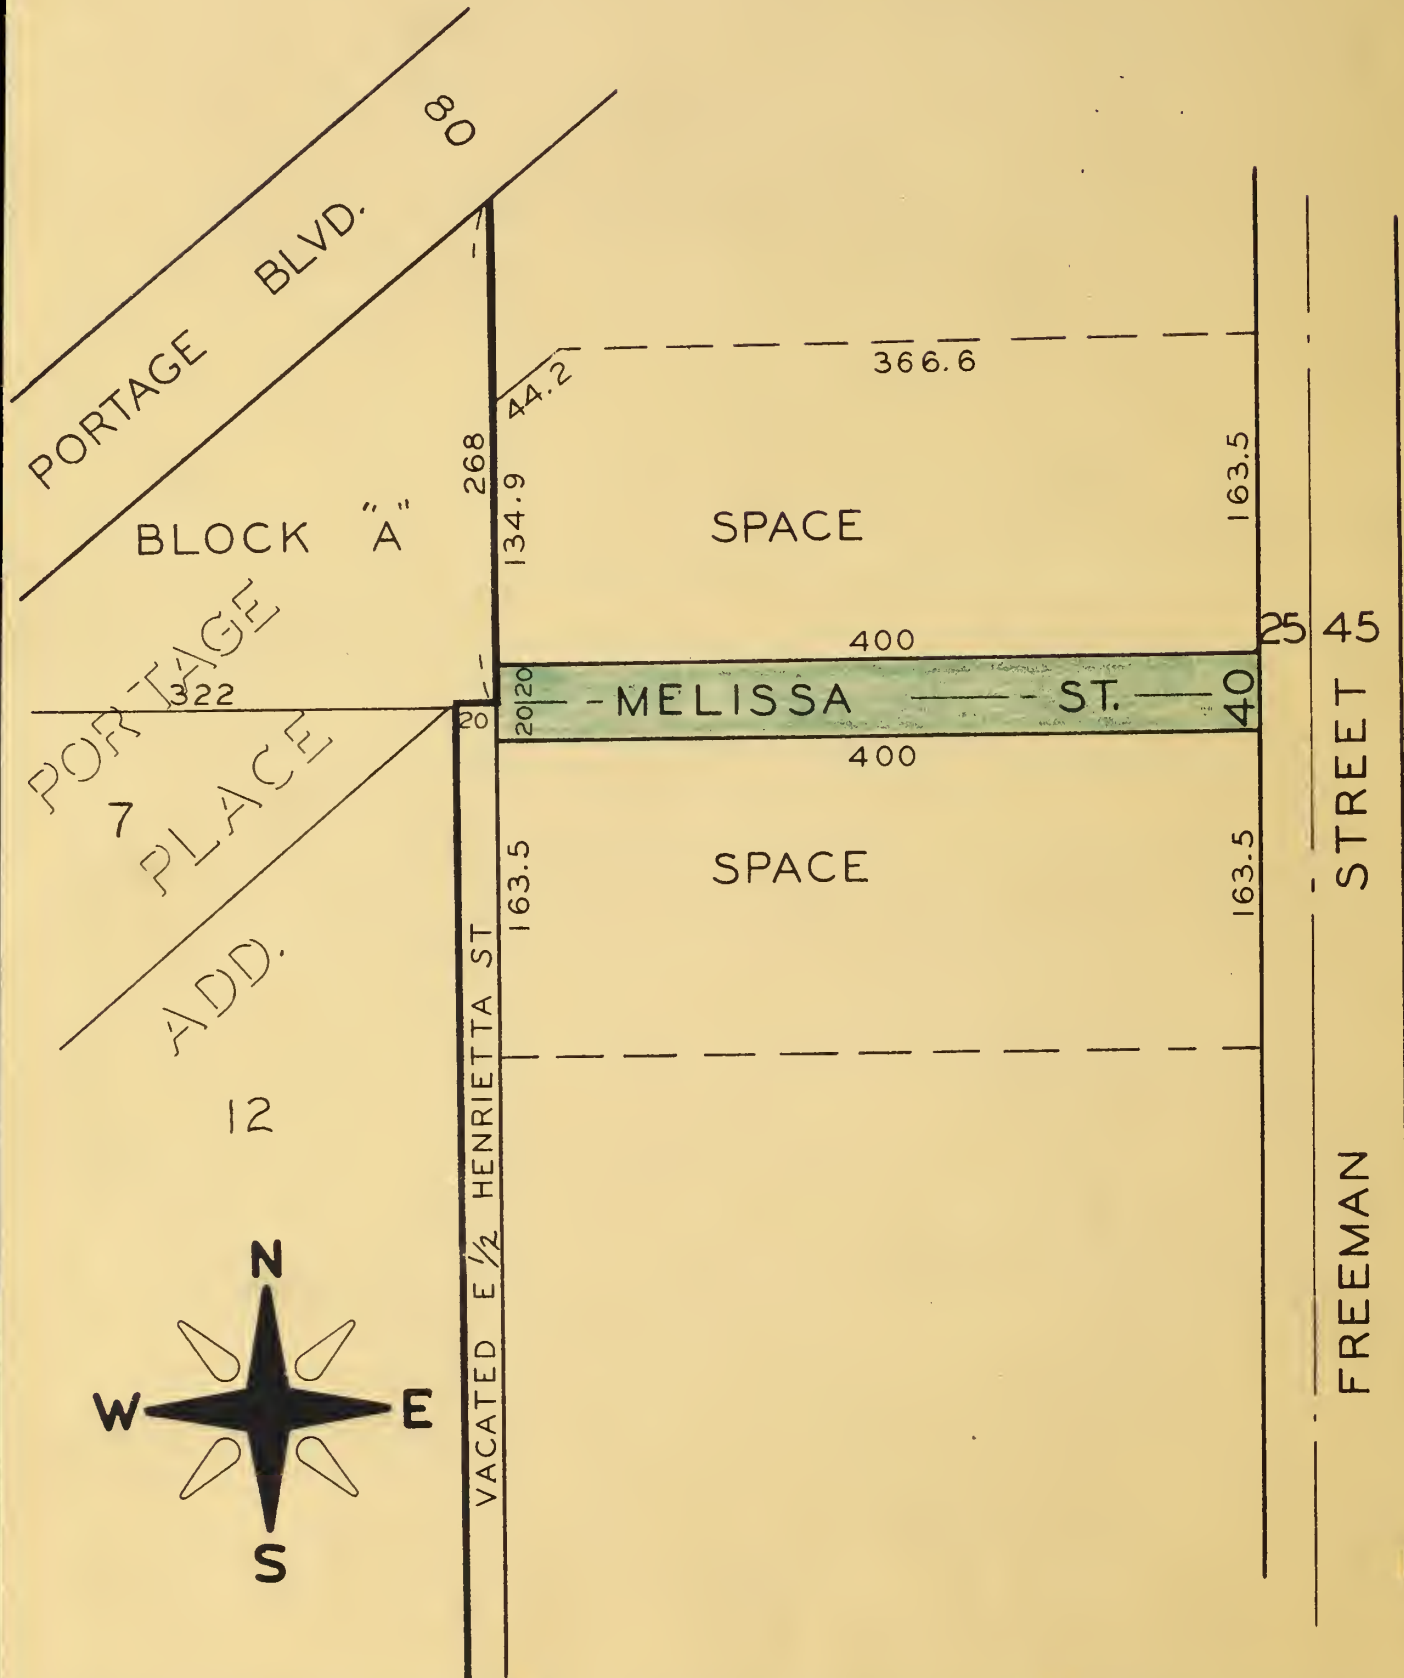 80
PORTAGE BLVD.
44.2
366.6
268
134.9
163.5
BLOCK "A"
SPACE
PORTAGE
PLACE
ADD.
322
400
25 45
20 20
20
MELISSA ST.
40
400
7
SPACE
163.5
163.5
VACATED E 1/2 HENRIETTA ST
12
FREEMAN STREET
N
W E
S